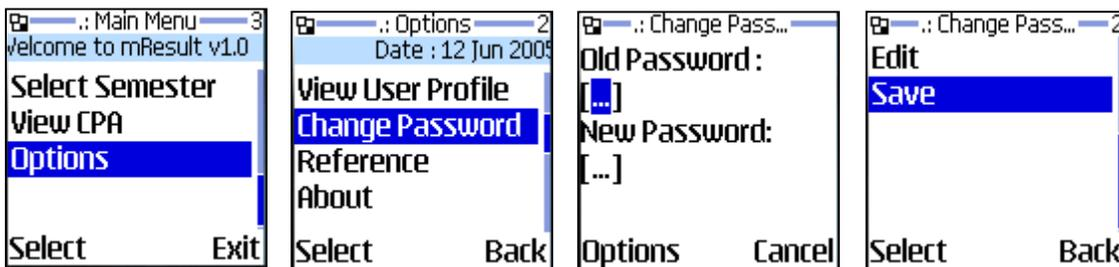 .: Main Menu 3
Welcome to mResult v1.0
Select Semester
View CPA
Options
Select Exit
.: Options 2
Date : 12 Jun 2005
View User Profile
Change Password
Reference
About
Select Back
.: Change Pass...
Old Password :
[...]
New Password:
[...]
Options Cancel
.: Change Pass... 2
Edit
Save
Select Back